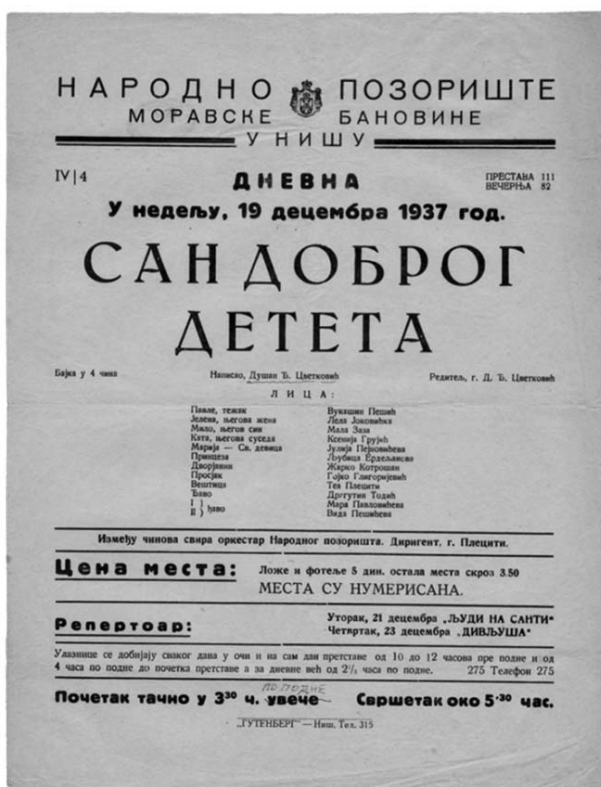 НАРОДНО ПОЗОРИШТЕ
МОРАВСКЕ БАНОВИНЕ
У НИШУ
IV|4
ДНЕВНА
ПРЕСТАВА 111
ВЕЧЕРЊА 82
У недељу, 19 децембра 1937 год.
САН ДОБРОГ
ДЕТЕТА
Бајка у 4 чина Написао, Душан Ђ. Цветковић Редитељ, г. Д. Ђ. Цветковић
ЛИЦА:
Павле, тежак Вукашин Пешић
Јелена, његова жена Лела Јоковићка
Мило, његов син Мала Заза
Ката, његова суседа Ксенија Грујић
Марија — Св. девица Јулија Пејновићева
Принцеза Љубица Ердељанова
Дворјанин Жарко Котрошан
Просјак Гојко Глигоријевић
Вештица Теа Плецити
Ђаво Драгутин Тодић
I } Мара Павловићева
II } ђаво Вида Пешићева
Између чинова свира оркестар Народног позоришта. Диригент, г. Плецити.
Цена места: Ложе и фотеље 5 дин. остала места скроз 3.50
МЕСТА СУ НУМЕРИСАНА.
Репертоар:
Уторак, 21 децембра „ЉУДИ НА САНТИ“
Четвртак, 23 децембра „ДИВЉУША“
Улазнице се добијају сваког дана у очи и на сам дан претставе од 10 до 12 часова пре подне и од
4 часа по подне до почетка претставе а за дневне већ од 2½ часа по подне. 275 Телефон 275
ПО ПОДНЕ
Почетак тачно у 3³⁰ ч. увече Свршетак око 5·³⁰ час.
„ГУТЕНБЕРГ“ — Ниш. Тел. 315